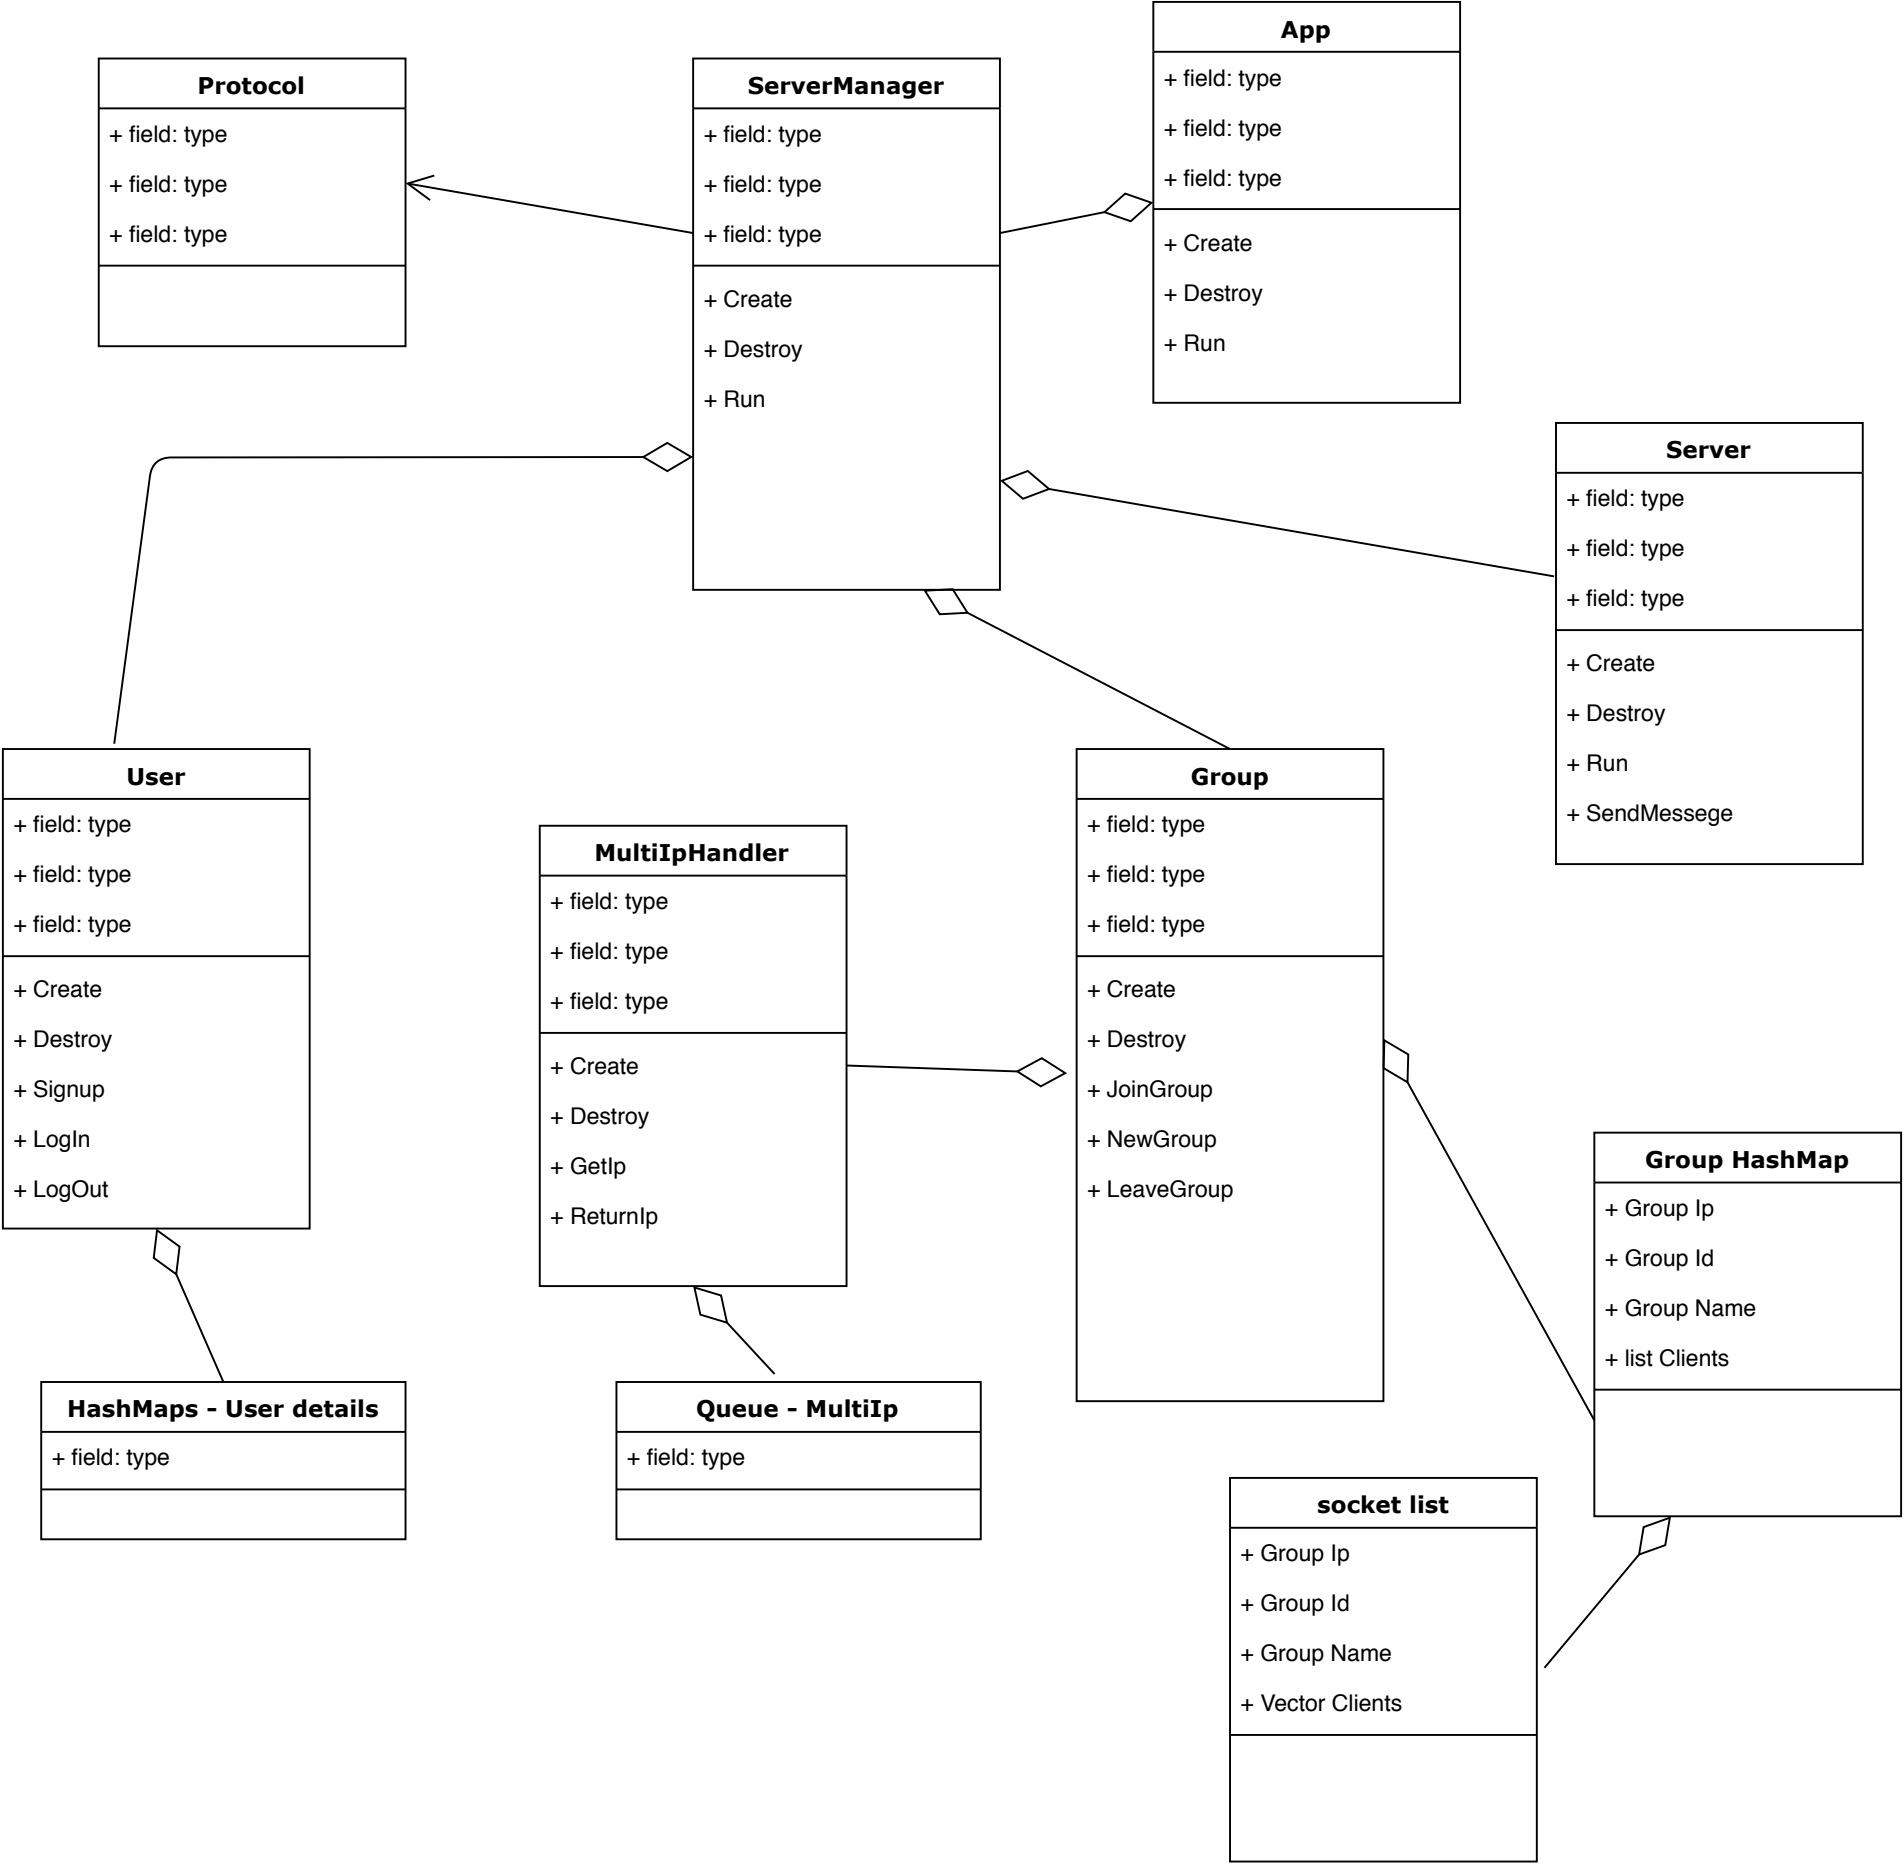 App
+ field: type
+ field: type
+ field: type
+ Create
+ Destroy
+ Run
Protocol
+ field: type
+ field: type
+ field: type
ServerManager
+ field: type
+ field: type
+ field: type
+ Create
+ Destroy
+ Run
Server
+ field: type
+ field: type
+ field: type
+ Create
+ Destroy
+ Run
+ SendMessege
User
+ field: type
+ field: type
+ field: type
+ Create
+ Destroy
+ Signup
+ LogIn
+ LogOut
MultiIpHandler
+ field: type
+ field: type
+ field: type
+ Create
+ Destroy
+ GetIp
+ ReturnIp
Group
+ field: type
+ field: type
+ field: type
+ Create
+ Destroy
+ JoinGroup
+ NewGroup
+ LeaveGroup
Group HashMap
+ Group Ip
+ Group Id
+ Group Name
+ list Clients
HashMaps - User details
+ field: type
Queue - MultiIp
+ field: type
socket list
+ Group Ip
+ Group Id
+ Group Name
+ Vector Clients